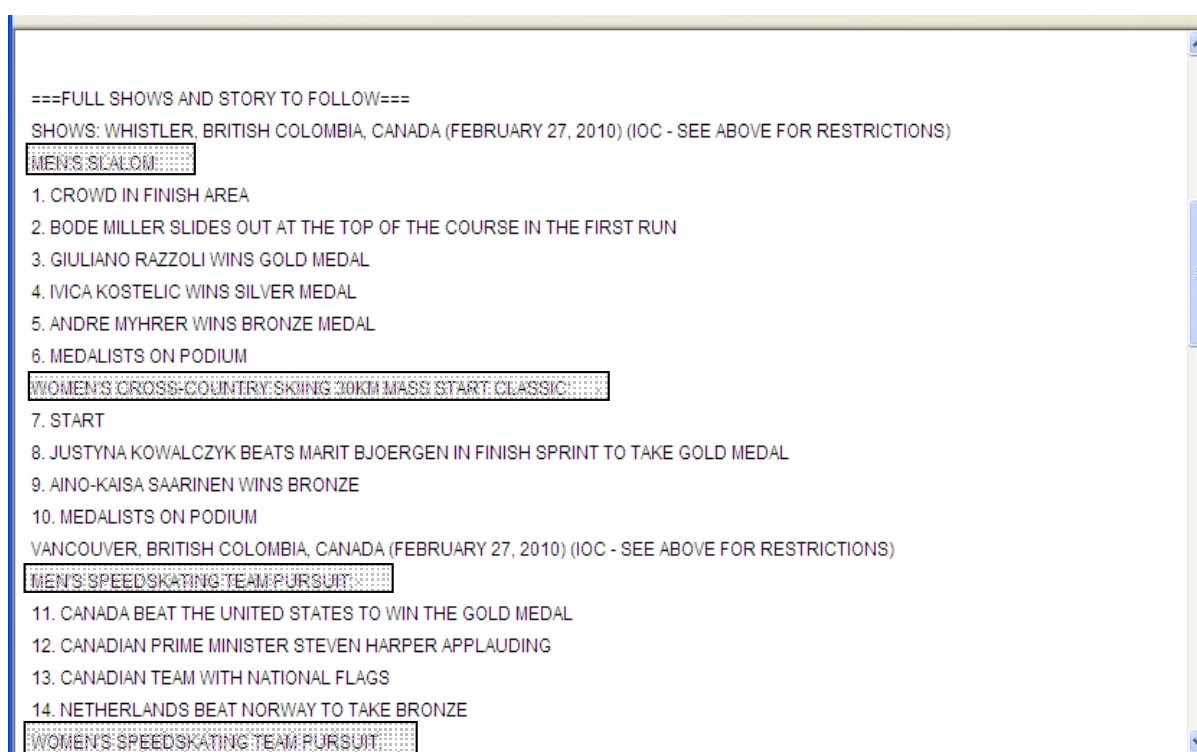 ===FULL SHOWS AND STORY TO FOLLOW===
SHOWS: WHISTLER, BRITISH COLOMBIA, CANADA (FEBRUARY 27, 2010) (IOC - SEE ABOVE FOR RESTRICTIONS)
MEN'S SLALOM
1. CROWD IN FINISH AREA
2. BODE MILLER SLIDES OUT AT THE TOP OF THE COURSE IN THE FIRST RUN
3. GIULIANO RAZZOLI WINS GOLD MEDAL
4. IVICA KOSTELIC WINS SILVER MEDAL
5. ANDRE MYHRER WINS BRONZE MEDAL
6. MEDALISTS ON PODIUM
WOMEN'S CROSS-COUNTRY SKIING 30KM MASS START CLASSIC
7. START
8. JUSTYNA KOWALCZYK BEATS MARIT BJOERGEN IN FINISH SPRINT TO TAKE GOLD MEDAL
9. AINO-KAISA SAARINEN WINS BRONZE
10. MEDALISTS ON PODIUM
VANCOUVER, BRITISH COLOMBIA, CANADA (FEBRUARY 27, 2010) (IOC - SEE ABOVE FOR RESTRICTIONS)
MEN'S SPEEDSKATING TEAM PURSUIT
11. CANADA BEAT THE UNITED STATES TO WIN THE GOLD MEDAL
12. CANADIAN PRIME MINISTER STEVEN HARPER APPLAUDING
13. CANADIAN TEAM WITH NATIONAL FLAGS
14. NETHERLANDS BEAT NORWAY TO TAKE BRONZE
WOMEN'S SPEEDSKATING TEAM PURSUIT